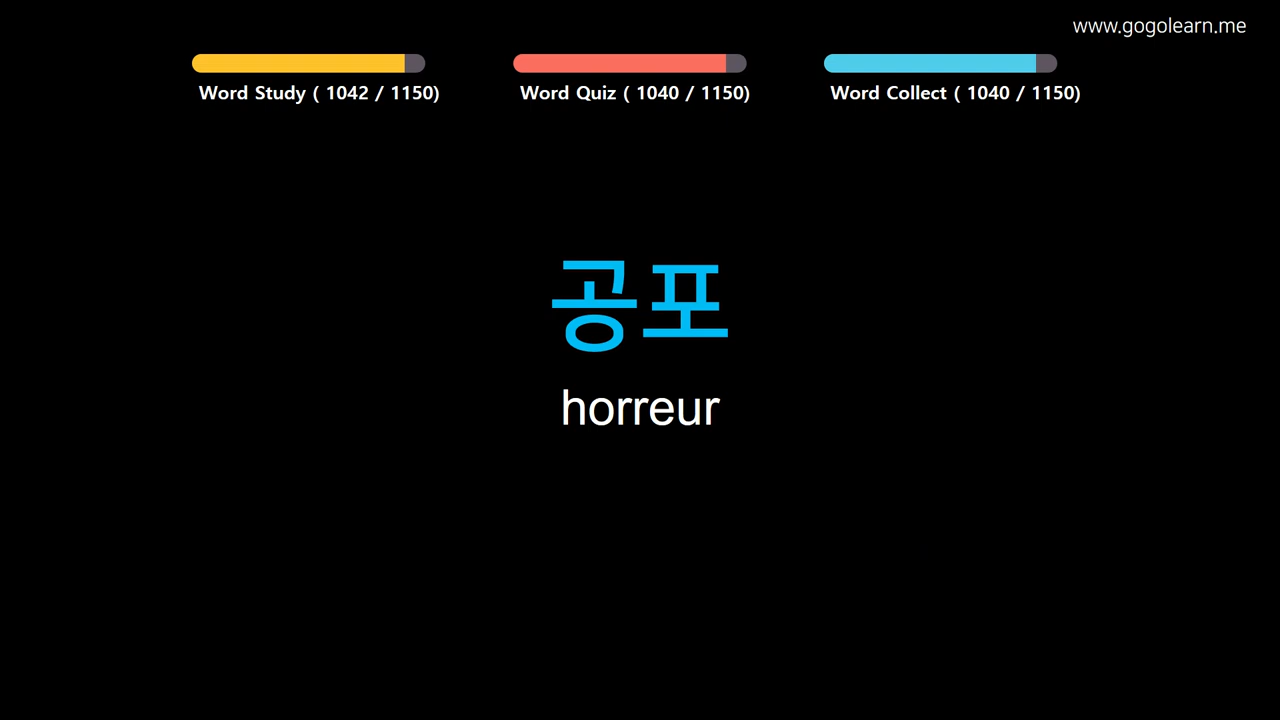 www.gogolearn.me
Word Study ( 1042 / 1150)
Word Quiz ( 1040 / 1150)
Word Collect ( 1040 / 1150)
공포
horreur